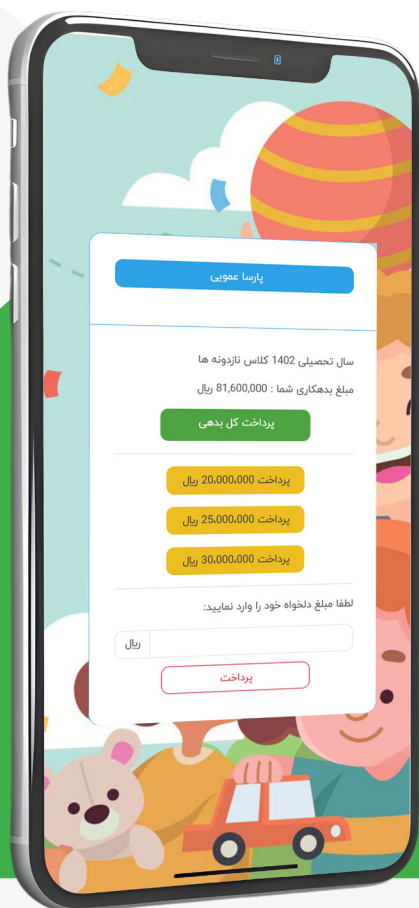 پارسا عمویی
سال تحصیلی 1402 کلاس نازدونه ها
مبلغ بدهکاری شما : 81,600,000 ریال
پرداخت کل بدهی
پرداخت 20،000،000 ریال
پرداخت 25،000،000 ریال
پرداخت 30،000،000 ریال
لطفا مبلغ دلخواه خود را وارد نمایید:
ریال
پرداخت